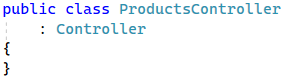 public class ProductsController
    : Controller
{
}